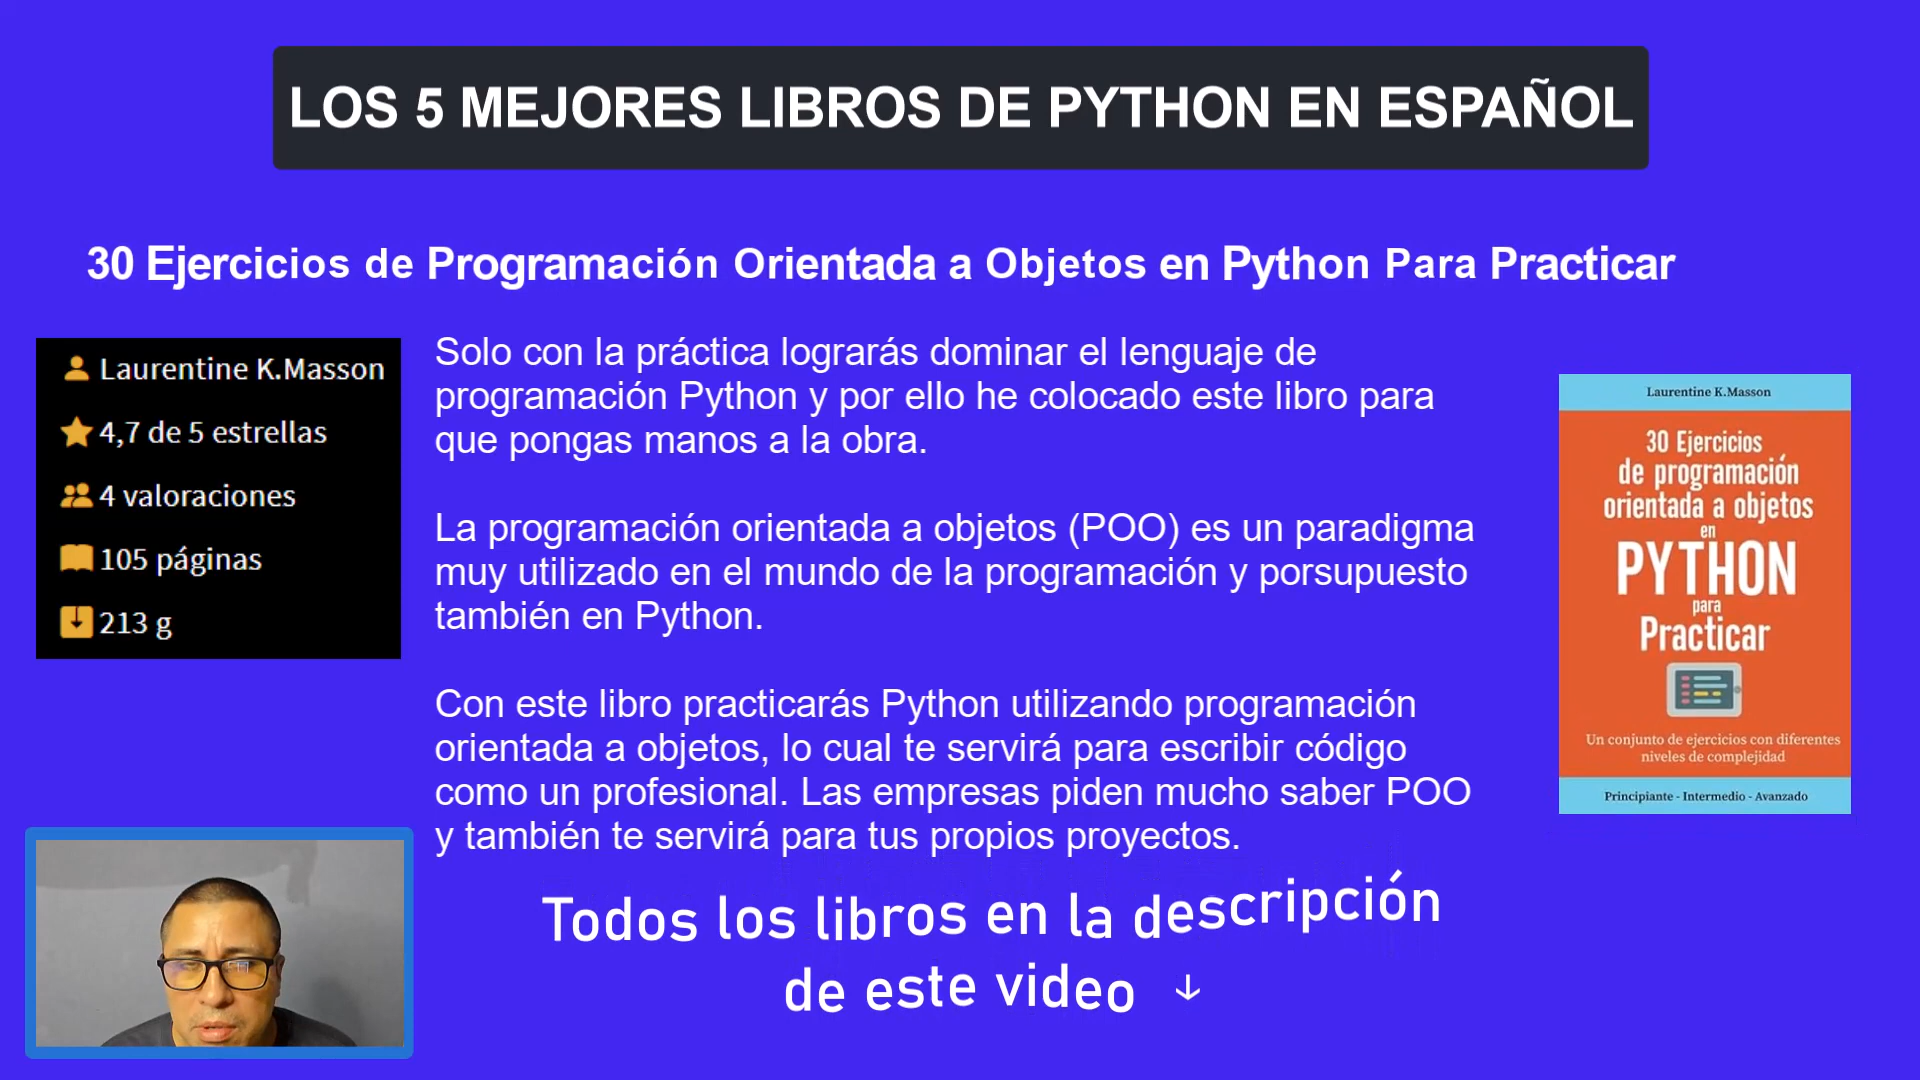 LOS 5 MEJORES LIBROS DE PYTHON EN ESPAÑOL
30 Ejercicios de Programación Orientada a Objetos en Python Para Practicar
Laurentine K.Masson
4,7 de 5 estrellas
4 valoraciones
105 páginas
213 g
Solo con la práctica lograrás dominar el lenguaje de
programación Python y por ello he colocado este libro para
que pongas manos a la obra.
La programación orientada a objetos (POO) es un paradigma
muy utilizado en el mundo de la programación y porsupuesto
también en Python.
Con este libro practicarás Python utilizando programación
orientada a objetos, lo cual te servirá para escribir código
como un profesional. Las empresas piden mucho saber POO
y también te servirá para tus propios proyectos.
Laurentine K.Masson
30 Ejercicios
de programación
orientada a objetos
en
PYTHON
para
Practicar
Un conjunto de ejercicios con diferentes
niveles de complejidad
Principiante - Intermedio - Avanzado
Todos los libros en la descripción
de este video ↓